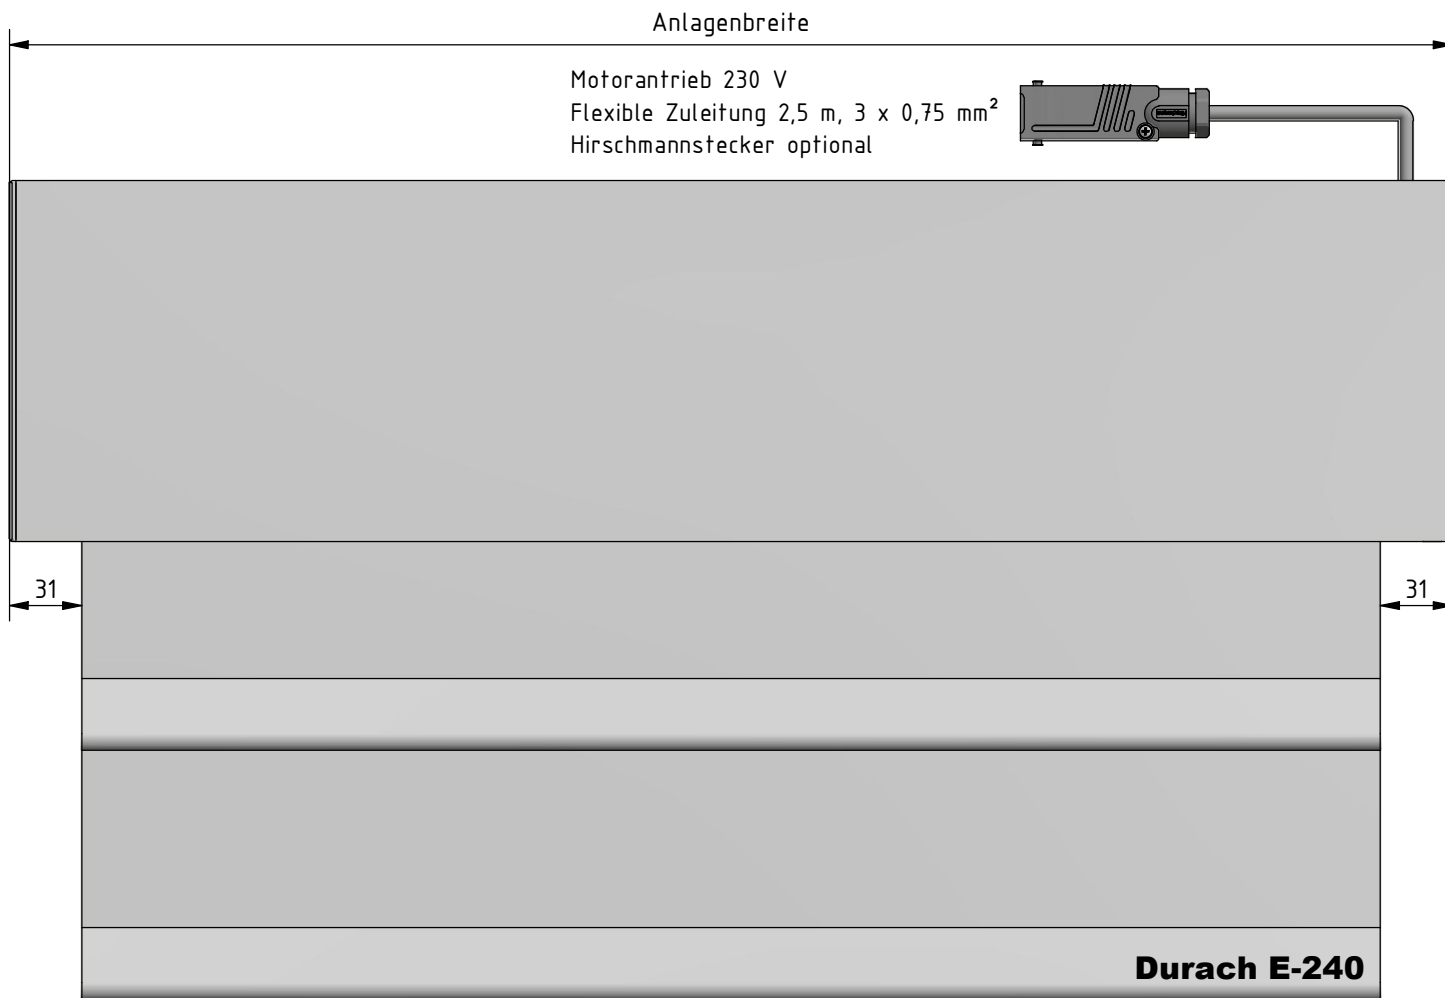 Anlagenbreite
Motorantrieb 230 V
Flexible Zuleitung 2,5 m, 3 x 0,75 mm²
Hirschmannstecker optional
31
31
Durach E-240